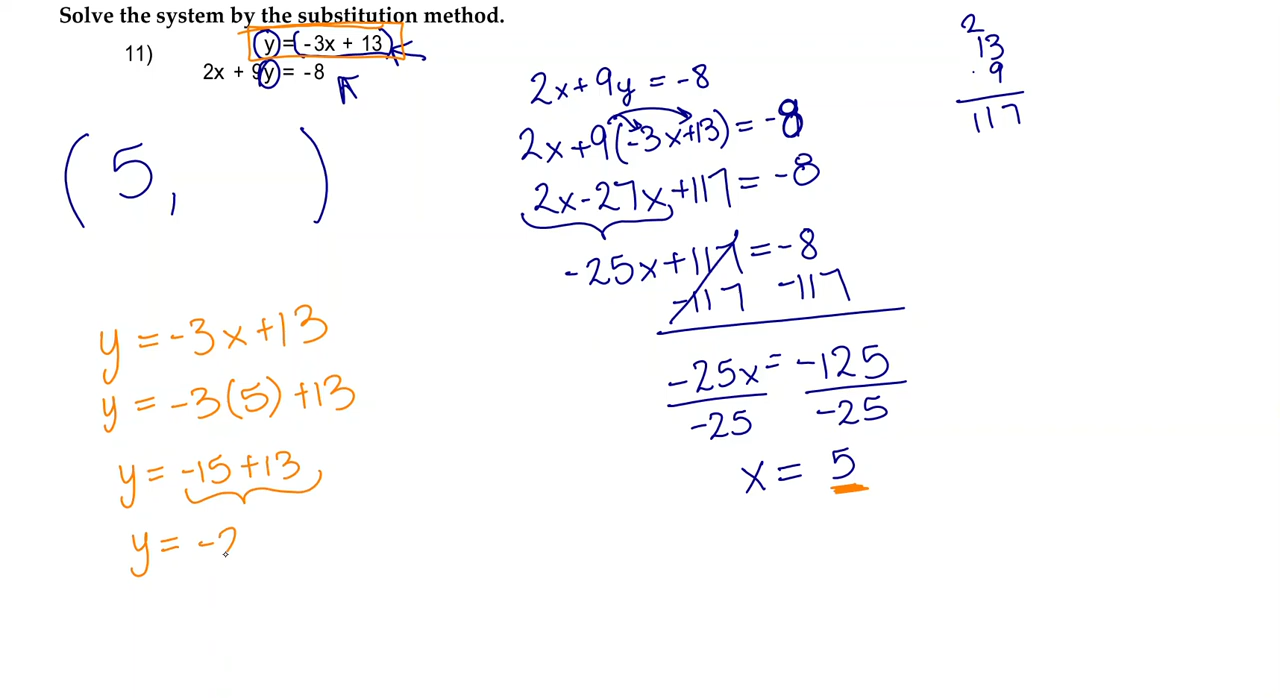 Solve the system by the substitution method.
11) y = (-3x + 13)
2x + 9y = -8
(5, )
y = -3x + 13
y = -3(5) + 13
y = -15 + 13
y = -2
2x + 9y = -8
2x + 9(-3x + 13) = -8
2x - 27x + 117 = -8
-25x + 117 = -8
-117 -117
-25x = -125
-25 -25
x = 5
2
13
· 9
117